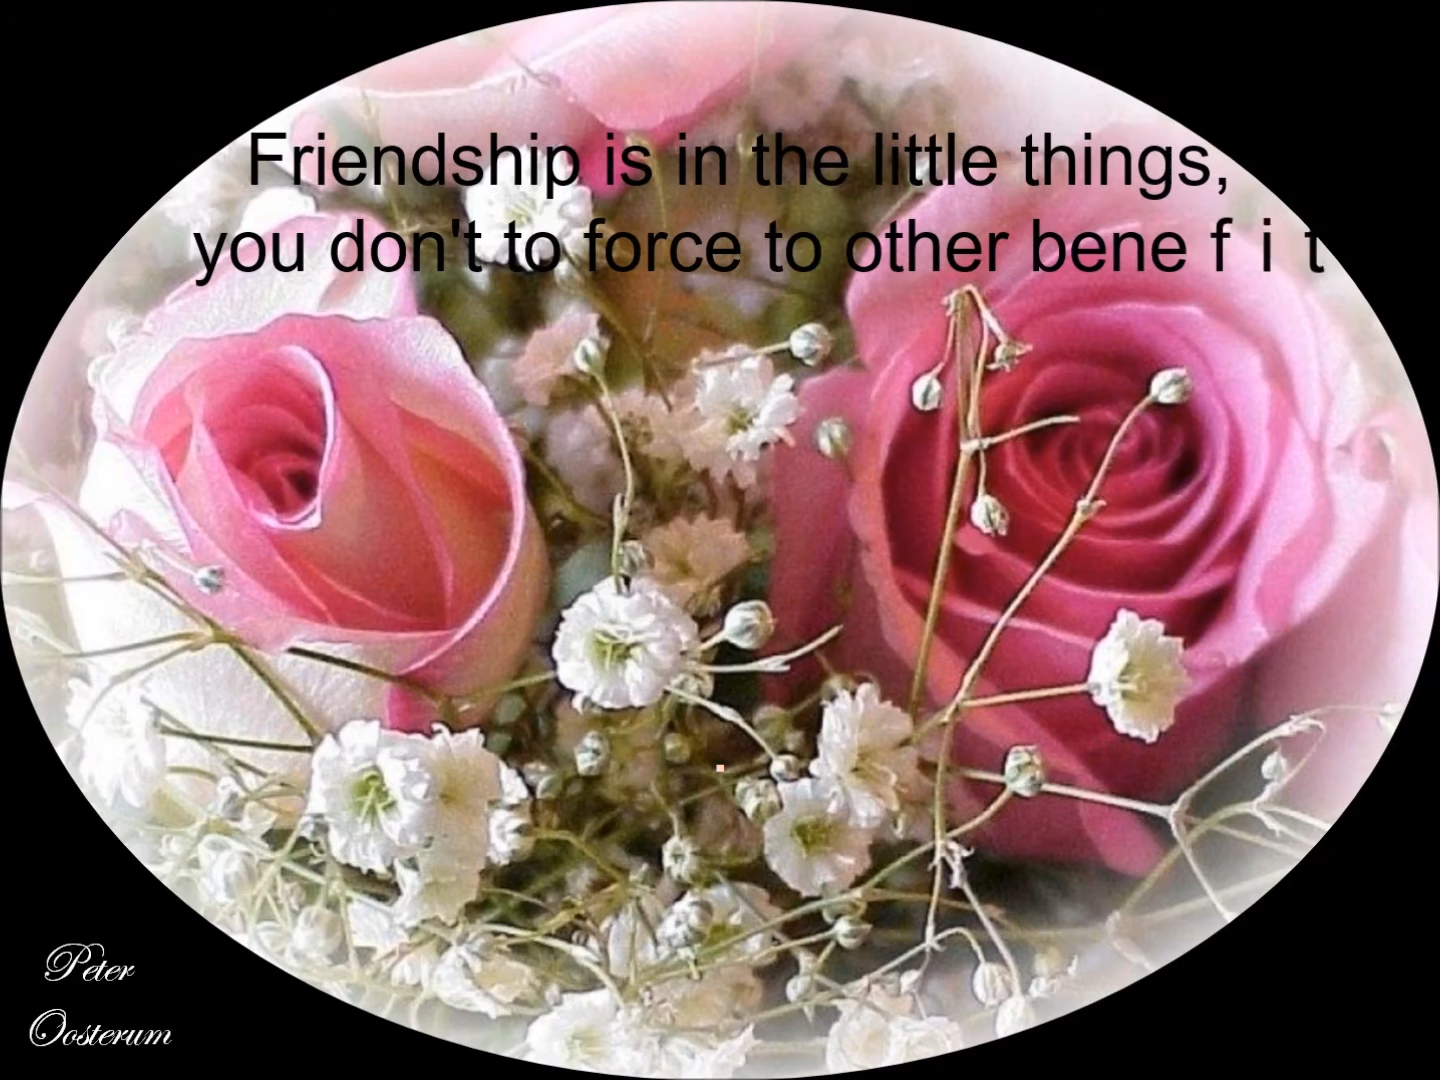 Friendship is in the little things,
you don't to force to other bene f i t
Peter
Oosterum